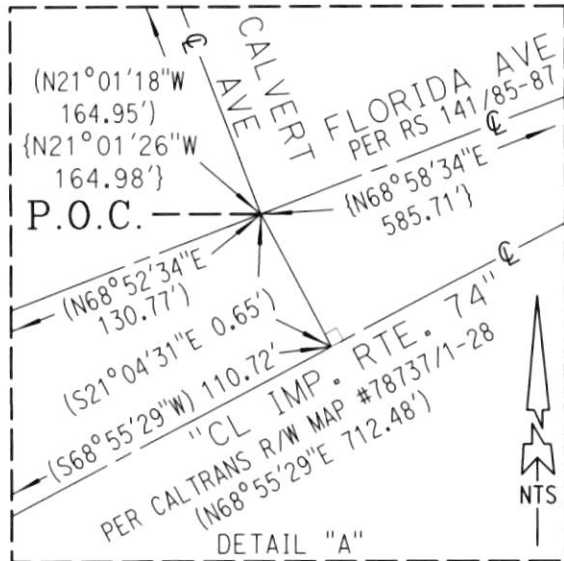 ℄
CALVERT
AVE
(N21°01'18"W
164.95')
{N21°01'26"W
164.98'}
FLORIDA AVE
PER RS 141/85-87
℄
P.O.C.
{N68°58'34"E
585.71'}
(N68°52'34"E
130.77')
℄
(S21°04'31"E 0.65')
(S68°55'29"W) 110.72'
"CL IMP. RTE. 74"
PER CALTRANS R/W MAP #78737/1-28
(N68°55'29"E 712.48')
NTS
DETAIL "A"